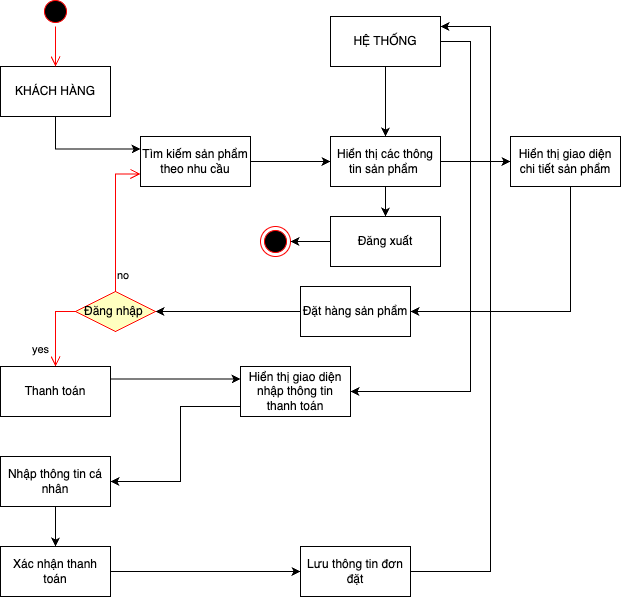 HỆ THỐNG
KHÁCH HÀNG
Tìm kiếm sản phẩm
theo nhu cầu
Hiển thị các thông
tin sản phẩm
Hiển thị giao diện
chi tiết sản phẩm
Đăng xuất
no
Đăng nhập
Đặt hàng sản phẩm
yes
Thanh toán
Hiển thị giao diện
nhập thông tin
thanh toán
Nhập thông tin cá
nhân
Xác nhận thanh
toán
Lưu thông tin đơn
đặt